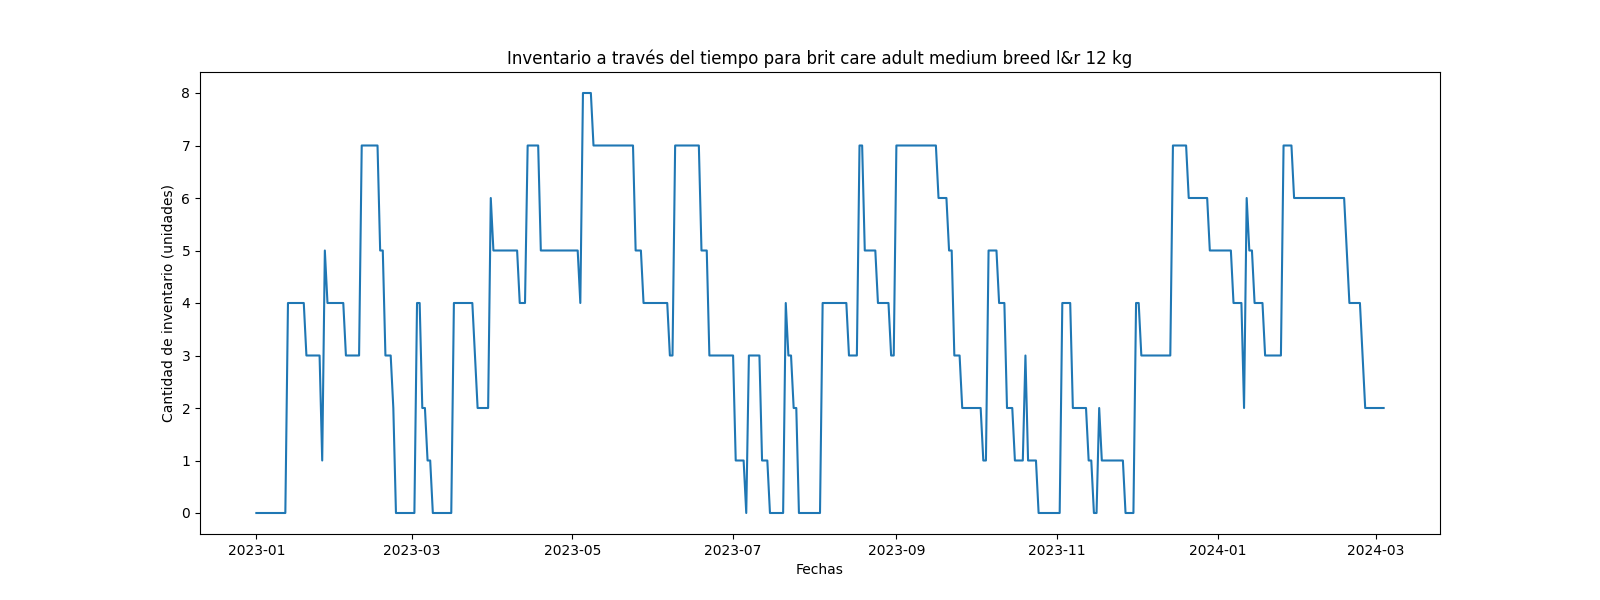 Inventario a través del tiempo para brit care adult medium breed l&r 12 kg
Cantidad de inventario (unidades)
8
7
6
5
4
3
2
1
0
2023-01 2023-03 2023-05 2023-07 2023-09 2023-11 2024-01 2024-03
Fechas